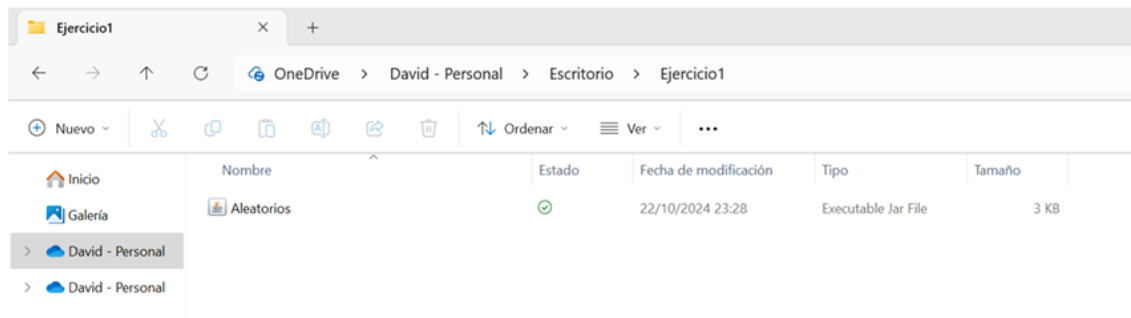 Ejercicio1
OneDrive > David - Personal > Escritorio > Ejercicio1
Nuevo Ordenar Ver
Nombre Estado Fecha de modificación Tipo Tamaño
Inicio
Aleatorios 22/10/2024 23:28 Executable Jar File 3 KB
Galería
David - Personal
David - Personal